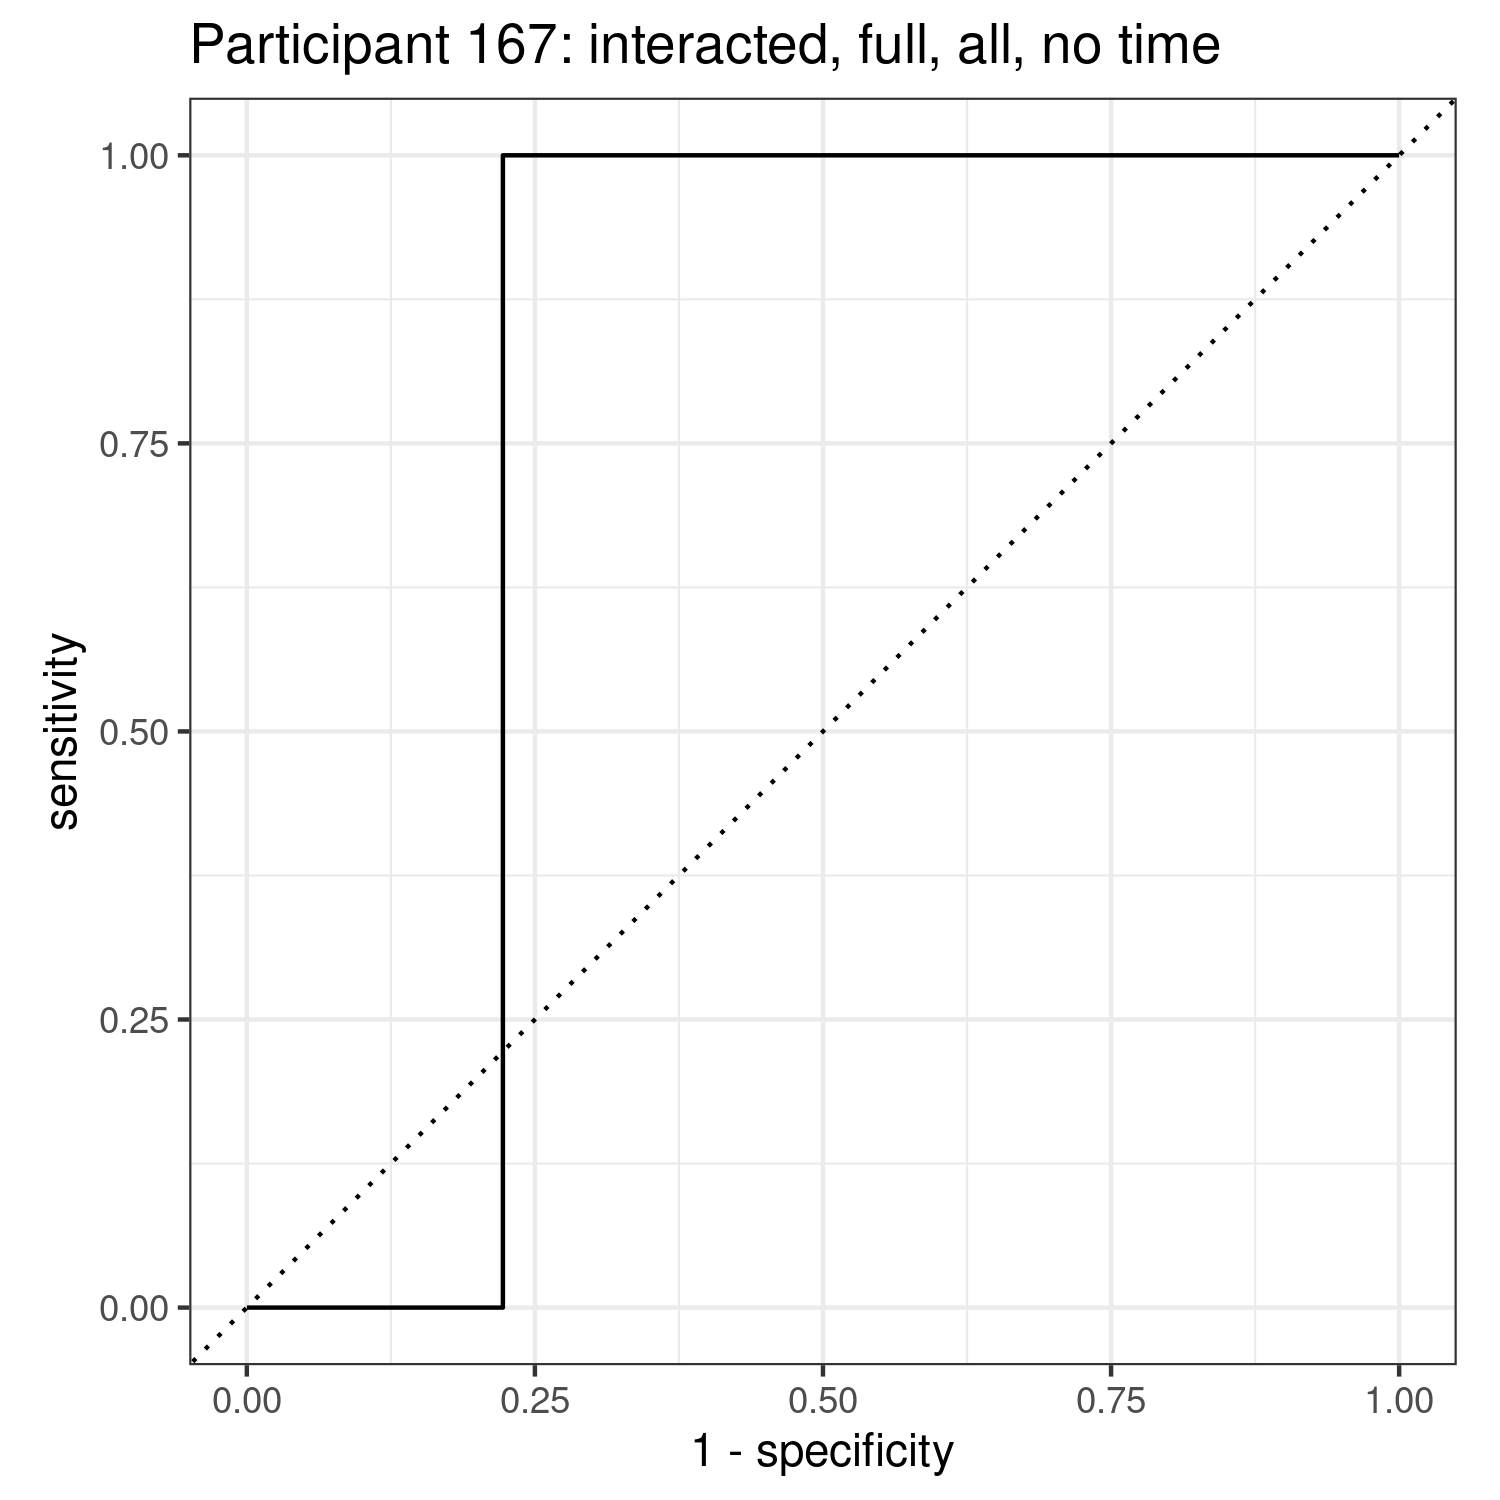 Participant 167: interacted, full, all, no time
1.00
0.75
0.50
0.25
0.00
sensitivity
0.00 0.25 0.50 0.75 1.00
1 - specificity